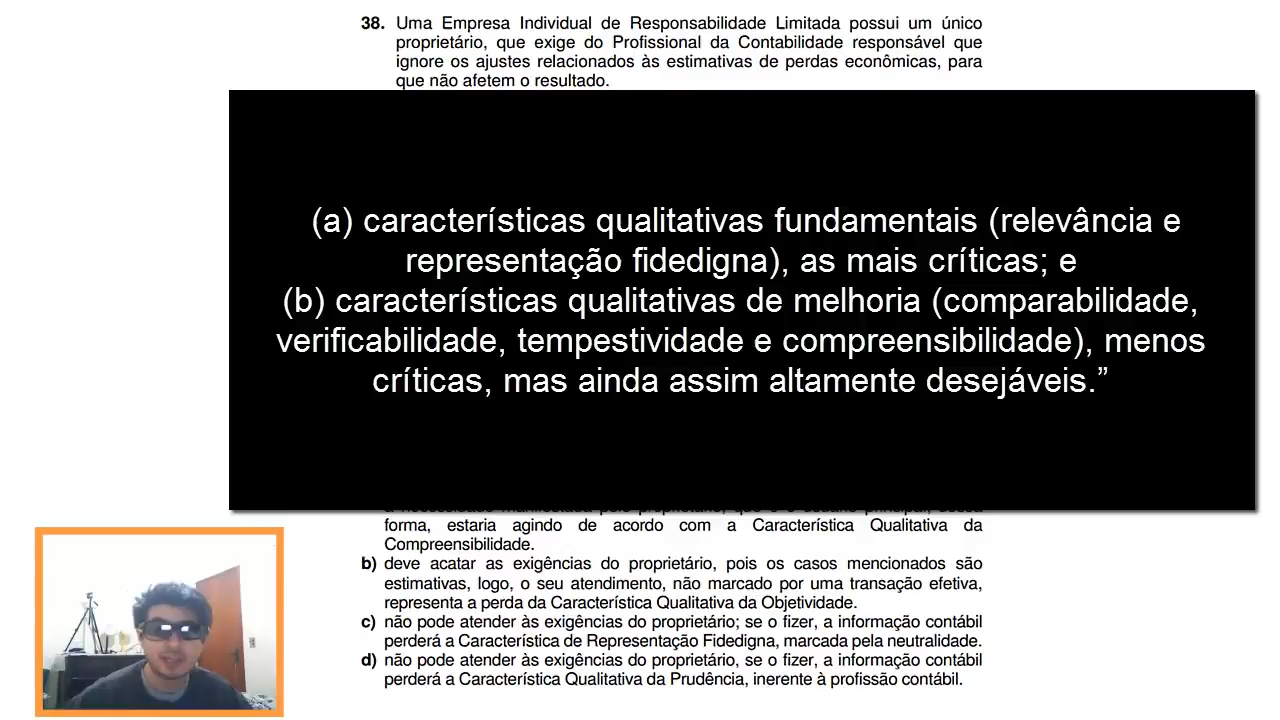 38. Uma Empresa Individual de Responsabilidade Limitada possui um único
proprietário, que exige do Profissional da Contabilidade responsável que
ignore os ajustes relacionados às estimativas de perdas econômicas, para
que não afetem o resultado.
(a) características qualitativas fundamentais (relevância e
representação fidedigna), as mais críticas; e
(b) características qualitativas de melhoria (comparabilidade,
verificabilidade, tempestividade e compreensibilidade), menos
críticas, mas ainda assim altamente desejáveis.”
forma, estaria agindo de acordo com a Característica Qualitativa da
Compreensibilidade.
b) deve acatar as exigências do proprietário, pois os casos mencionados são
estimativas, logo, o seu atendimento, não marcado por uma transação efetiva,
representa a perda da Característica Qualitativa da Objetividade.
c) não pode atender às exigências do proprietário; se o fizer, a informação contábil
perderá a Característica de Representação Fidedigna, marcada pela neutralidade.
d) não pode atender às exigências do proprietário, se o fizer, a informação contábil
perderá a Característica Qualitativa da Prudência, inerente à profissão contábil.